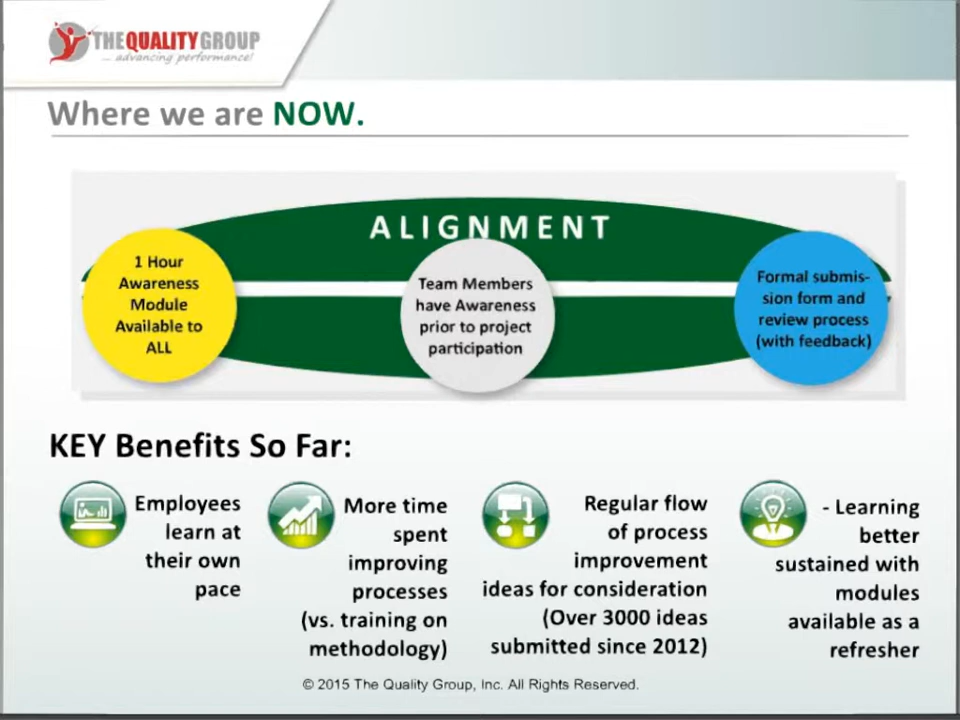 THEQUALITYGROUP
... advancing performance!
Where we are NOW.
ALIGNMENT
1 Hour
Awareness
Module
Available to
ALL
Team Members
have Awareness
prior to project
participation
Formal submis-
sion form and
review process
(with feedback)
KEY Benefits So Far:
Employees
learn at
their own
pace
More time
spent
improving
processes
(vs. training on
methodology)
Regular flow
of process
improvement
ideas for consideration
(Over 3000 ideas
submitted since 2012)
- Learning
better
sustained with
modules
available as a
refresher
© 2015 The Quality Group, Inc. All Rights Reserved.